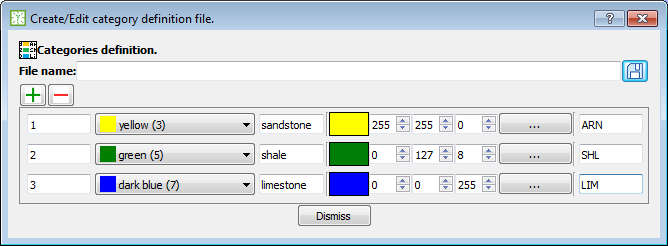 Create/Edit category definition file.
Categories definition.
File name:
1 yellow (3) sandstone 255 255 0 ... ARN
2 green (5) shale 0 127 8 ... SHL
3 dark blue (7) limestone 0 0 255 ... LIM
Dismiss